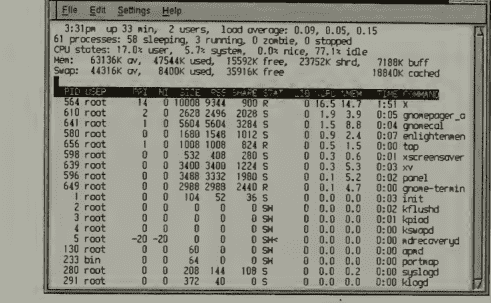 File Edit Settings Help
3:31pm up 33 min, 2 users, load average: 0.09, 0.05, 0.15
61 processes: 58 sleeping, 3 running, 0 zombie, 0 stopped
CPU states: 17.0% user, 5.7% system, 0.0% nice, 77.1% idle
Mem: 63136K av, 47544K used, 15592K free, 23752K shrd, 7188K buff
Swap: 44316K av, 8400K used, 35916K free 18840K cached
PID USER PRI NI SIZE RSS SHARE STAT LIB %CPU %MEM TIME COMMAND
564 root 14 0 10008 9344 900 R 0 16.5 14.7 1:51 X
610 root 2 0 2628 2496 2028 S 0 1.9 3.9 0:05 gnomepager_a
641 root 1 0 5604 5604 3284 S 0 1.5 8.8 0:04 gnomecal
580 root 0 0 1680 1548 1012 S 0 0.9 2.4 0:07 enlightenmen
656 root 1 0 1008 1008 824 R 0 0.5 1.5 0:00 top
598 root 0 0 532 408 280 S 0 0.3 0.6 0:01 xscreensaver
639 root 0 0 3400 3400 1224 S 0 0.3 5.3 0:03 xv
596 root 0 0 3488 3332 1980 S 0 0.1 5.2 0:02 panel
649 root 0 0 2988 2988 2440 R 0 0.1 4.7 0:00 gnome-termin
1 root 0 0 104 52 36 S 0 0.0 0.0 0:03 init
2 root 0 0 0 0 0 SW 0 0.0 0.0 0:02 kflushd
3 root 0 0 0 0 0 SW 0 0.0 0.0 0:01 kpiod
4 root 0 0 0 0 0 SW 0 0.0 0.0 0:00 kswapd
5 root -20 -20 0 0 0 SW< 0 0.0 0.0 0:00 mdrecoveryd
130 root 0 0 60 0 0 SW 0 0.0 0.0 0:00 apmd
233 bin 0 0 64 0 0 SW 0 0.0 0.0 0:00 portmap
280 root 0 0 208 144 108 S 0 0.0 0.2 0:00 syslogd
291 root 0 0 372 40 0 S 0 0.0 0.0 0:00 klogd